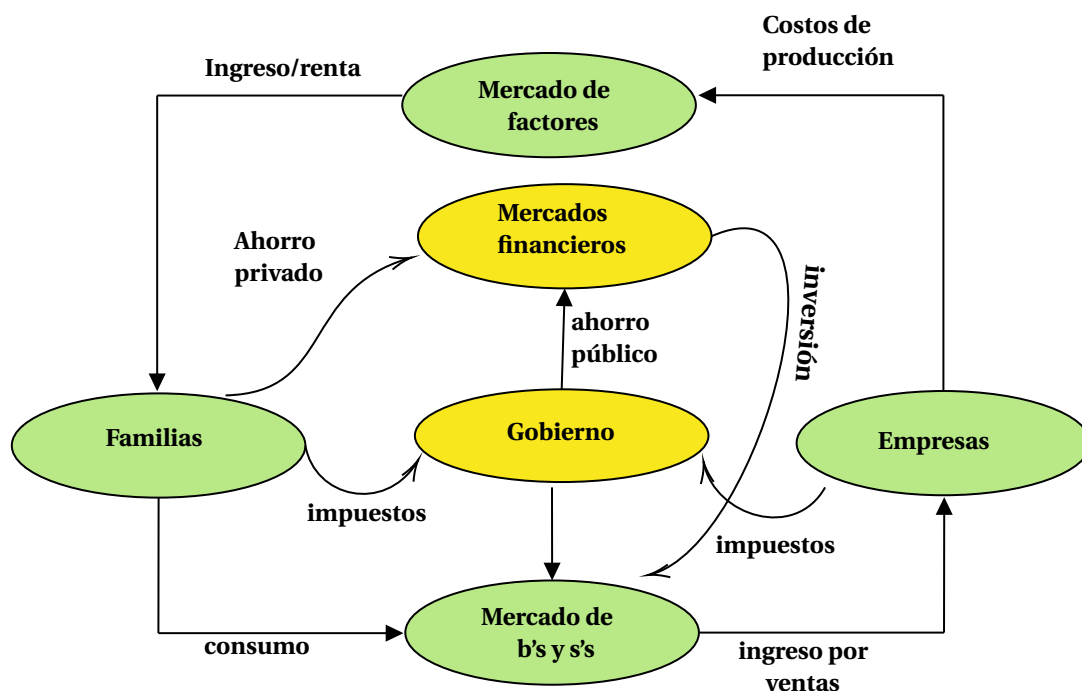 Costos de
producción
Ingreso/renta
Mercado de
factores
Mercados
financieros
Ahorro
privado
inversión
ahorro
público
Familias
Gobierno
Empresas
impuestos
impuestos
Mercado de
b's y s's
consumo
ingreso por
ventas